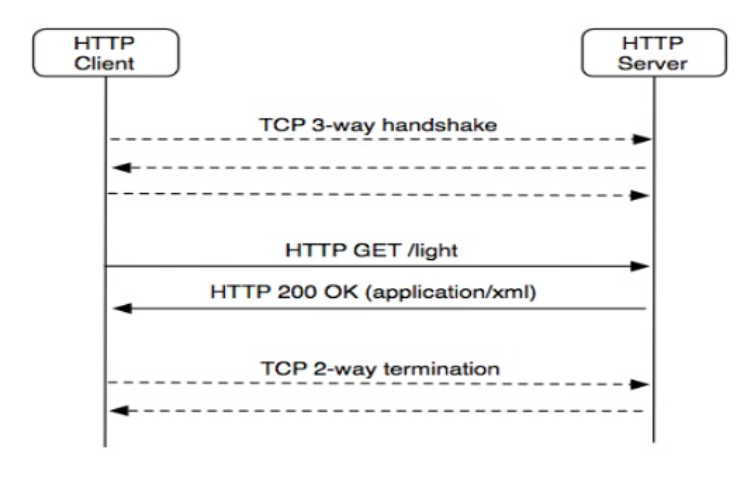 HTTP
Client
HTTP
Server
TCP 3-way handshake
HTTP GET /light
HTTP 200 OK (application/xml)
TCP 2-way termination